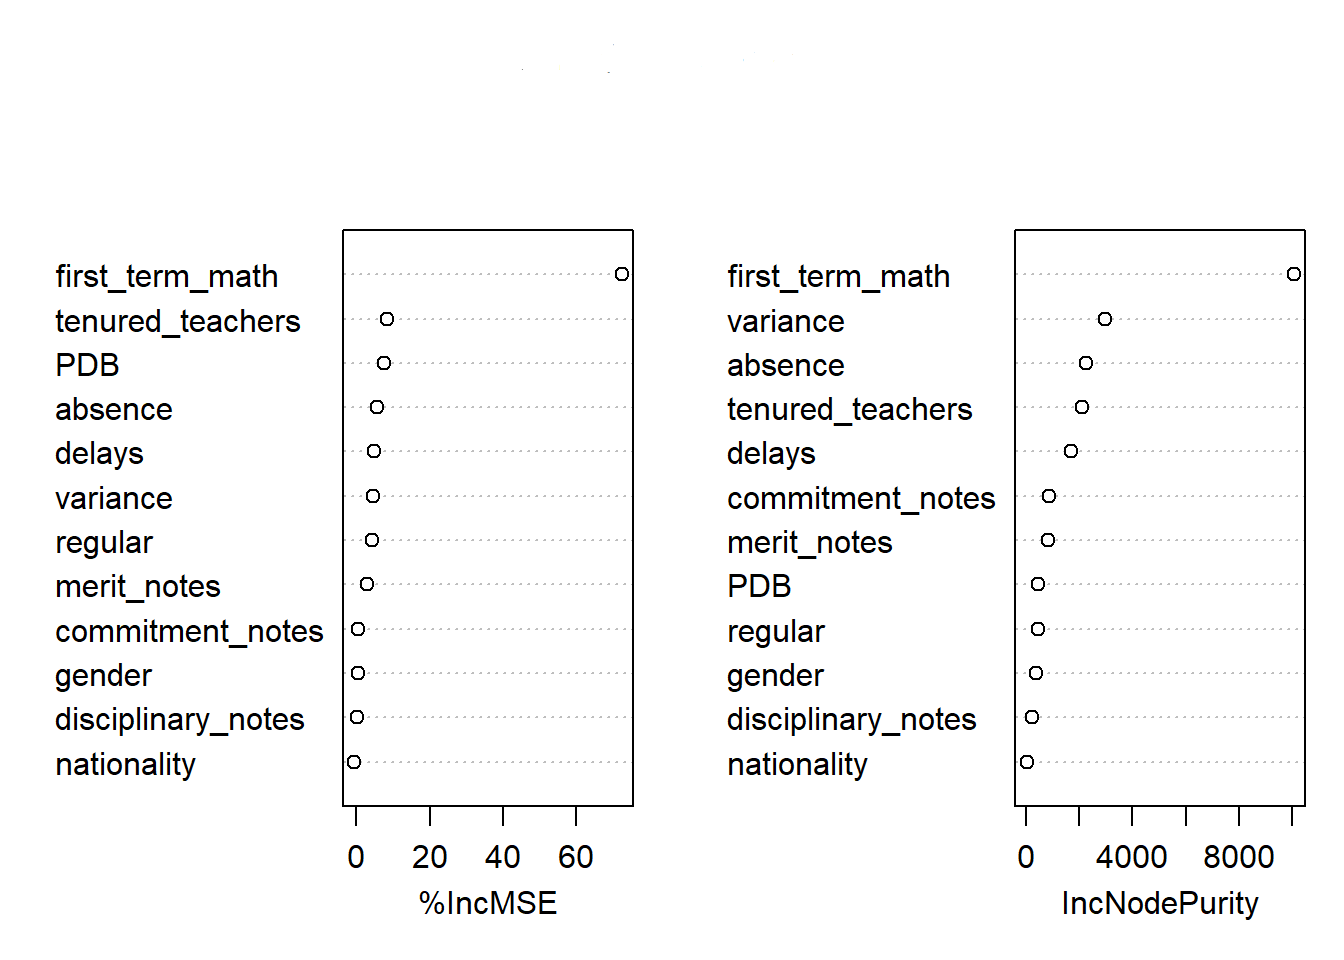 first_term_math
tenured_teachers
PDB
absence
delays
variance
regular
merit_notes
commitment_notes
gender
disciplinary_notes
nationality
0 20 40 60
%IncMSE
first_term_math
variance
absence
tenured_teachers
delays
commitment_notes
merit_notes
PDB
regular
gender
disciplinary_notes
nationality
0 4000 8000
IncNodePurity